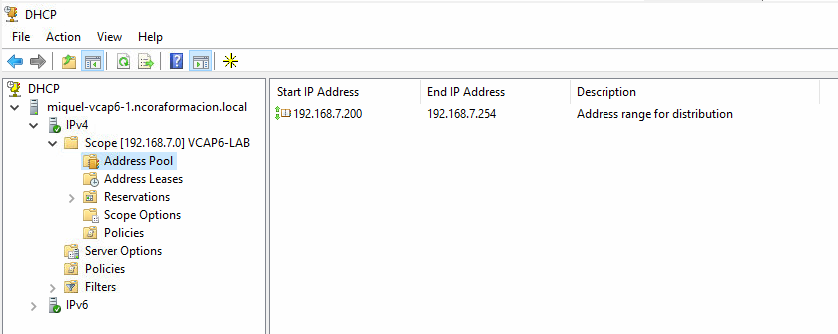 DHCP
File Action View Help
DHCP
miquel-vcap6-1.ncoraformacion.local
IPv4
Scope [192.168.7.0] VCAP6-LAB
Address Pool
Address Leases
Reservations
Scope Options
Policies
Server Options
Policies
Filters
IPv6
Start IP Address End IP Address Description
192.168.7.200 192.168.7.254 Address range for distribution